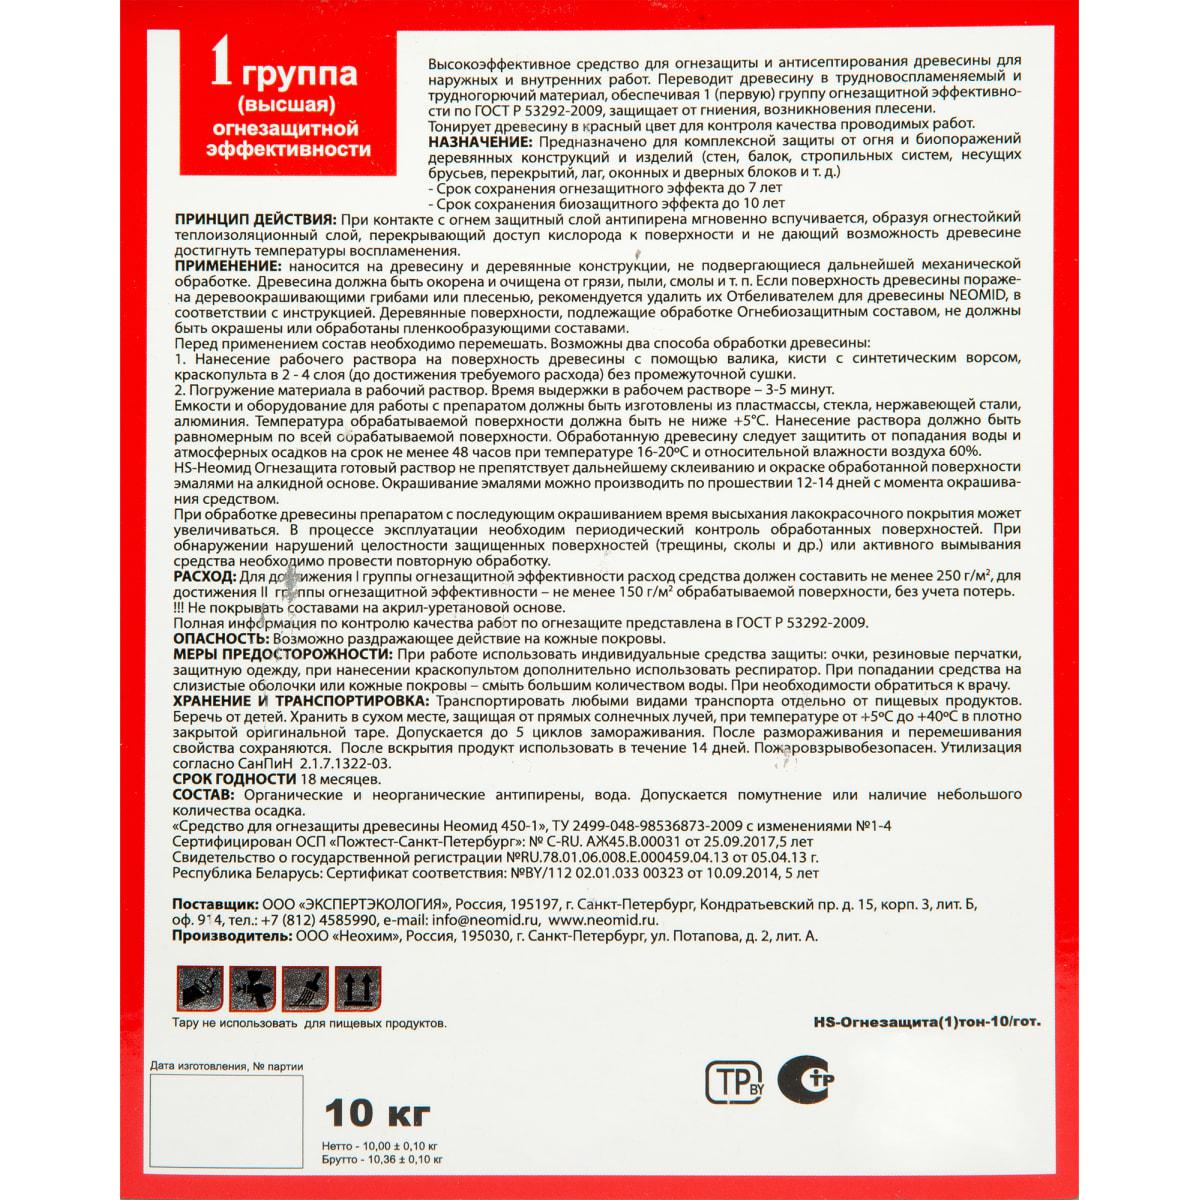 1 группа
(высшая)
огнезащитной
эффективности
Высокоэффективное средство для огнезащиты и антисептирования древесины для
наружных и внутренних работ. Переводит древесину в трудновоспламеняемый и
трудногорючий материал, обеспечивая 1 (первую) группу огнезащитной эффективно-
сти по ГОСТ Р 53292-2009, защищает от гниения, возникновения плесени.
Тонирует древесину в красный цвет для контроля качества проводимых работ.
НАЗНАЧЕНИЕ: Предназначено для комплексной защиты от огня и биопоражений
деревянных конструкций и изделий (стен, балок, стропильных систем, несущих
брусьев, перекрытий, лаг, оконных и дверных блоков и т. д.)
- Срок сохранения огнезащитного эффекта до 7 лет
- Срок сохранения биозащитного эффекта до 10 лет
ПРИНЦИП ДЕЙСТВИЯ: При контакте с огнем защитный слой антипирена мгновенно вспучивается, образуя огнестойкий
теплоизоляционный слой, перекрывающий доступ кислорода к поверхности и не дающий возможность древесине
достигнуть температуры воспламенения.
ПРИМЕНЕНИЕ: наносится на древесину и деревянные конструкции, не подвергающиеся дальнейшей механической
обработке. Древесина должна быть окорена и очищена от грязи, пыли, смолы и т. п. Если поверхность древесины пораже-
на деревоокрашивающими грибами или плесенью, рекомендуется удалить их Отбеливателем для древесины NEOMID, в
соответствии с инструкцией. Деревянные поверхности, подлежащие обработке Огнебиозащитным составом, не должны
быть окрашены или обработаны пленкообразующими составами.
Перед применением состав необходимо перемешать. Возможны два способа обработки древесины:
1. Нанесение рабочего раствора на поверхность древесины с помощью валика, кисти с синтетическим ворсом,
краскопульта в 2 - 4 слоя (до достижения требуемого расхода) без промежуточной сушки.
2. Погружение материала в рабочий раствор. Время выдержки в рабочем растворе – 3-5 минут.
Емкости и оборудование для работы с препаратом должны быть изготовлены из пластмассы, стекла, нержавеющей стали,
алюминия. Температура обрабатываемой поверхности должна быть не ниже +5°С. Нанесение раствора должно быть
равномерным по всей обрабатываемой поверхности. Обработанную древесину следует защитить от попадания воды и
атмосферных осадков на срок не менее 48 часов при температуре 16-20ºС и относительной влажности воздуха 60%.
HS-Неомид Огнезащита готовый раствор не препятствует дальнейшему склеиванию и окраске обработанной поверхности
эмалями на алкидной основе. Окрашивание эмалями можно производить по прошествии 12-14 дней с момента окрашива-
ния средством.
При обработке древесины препаратом с последующим окрашиванием время высыхания лакокрасочного покрытия может
увеличиваться. В процессе эксплуатации необходим периодический контроль обработанных поверхностей. При
обнаружении нарушений целостности защищенных поверхностей (трещины, сколы и др.) или активного вымывания
средства необходимо провести повторную обработку.
РАСХОД: Для достижения I группы огнезащитной эффективности расход средства должен составить не менее 250 г/м², для
достижения II группы огнезащитной эффективности – не менее 150 г/м² обрабатываемой поверхности, без учета потерь.
!!! Не покрывать составами на акрил-уретановой основе.
Полная информация по контролю качества работ по огнезащите представлена в ГОСТ Р 53292-2009.
ОПАСНОСТЬ: Возможно раздражающее действие на кожные покровы.
МЕРЫ ПРЕДОСТОРОЖНОСТИ: При работе использовать индивидуальные средства защиты: очки, резиновые перчатки,
защитную одежду, при нанесении краскопультом дополнительно использовать респиратор. При попадании средства на
слизистые оболочки или кожные покровы – смыть большим количеством воды. При необходимости обратиться к врачу.
ХРАНЕНИЕ И ТРАНСПОРТИРОВКА: Транспортировать любыми видами транспорта отдельно от пищевых продуктов.
Беречь от детей. Хранить в сухом месте, защищая от прямых солнечных лучей, при температуре от +5ºС до +40ºС в плотно
закрытой оригинальной таре. Допускается до 5 циклов замораживания. После размораживания и перемешивания
свойства сохраняются. После вскрытия продукт использовать в течение 14 дней. Пожаровзрывобезопасен. Утилизация
согласно СанПиН 2.1.7.1322-03.
СРОК ГОДНОСТИ 18 месяцев.
СОСТАВ: Органические и неорганические антипирены, вода. Допускается помутнение или наличие небольшого
количества осадка.
«Средство для огнезащиты древесины Неомид 450-1», ТУ 2499-048-98536873-2009 с изменениями №1-4
Сертифицирован ОСП «Пожтест-Санкт-Петербург»: № C-RU. АЖ45.В.00031 от 25.09.2017,5 лет
Свидетельство о государственной регистрации №RU.78.01.06.008.Е.000459.04.13 от 05.04.13 г.
Республика Беларусь: Сертификат соответствия: №BY/112 02.01.033 00323 от 10.09.2014, 5 лет
Поставщик: ООО «ЭКСПЕРТЭКОЛОГИЯ», Россия, 195197, г. Санкт-Петербург, Кондратьевский пр. д. 15, корп. 3, лит. Б,
оф. 914, тел.: +7 (812) 4585990, e-mail: info@neomid.ru, www.neomid.ru.
Производитель: ООО «Неохим», Россия, 195030, г. Санкт-Петербург, ул. Потапова, д. 2, лит. А.
Тару не использовать для пищевых продуктов.
HS-Огнезащита(1)тон-10/гот.
Дата изготовления, № партии
10 кг
Нетто - 10,00 ± 0,10 кг
Брутто - 10,36 ± 0,10 кг
ТР BY
ТР